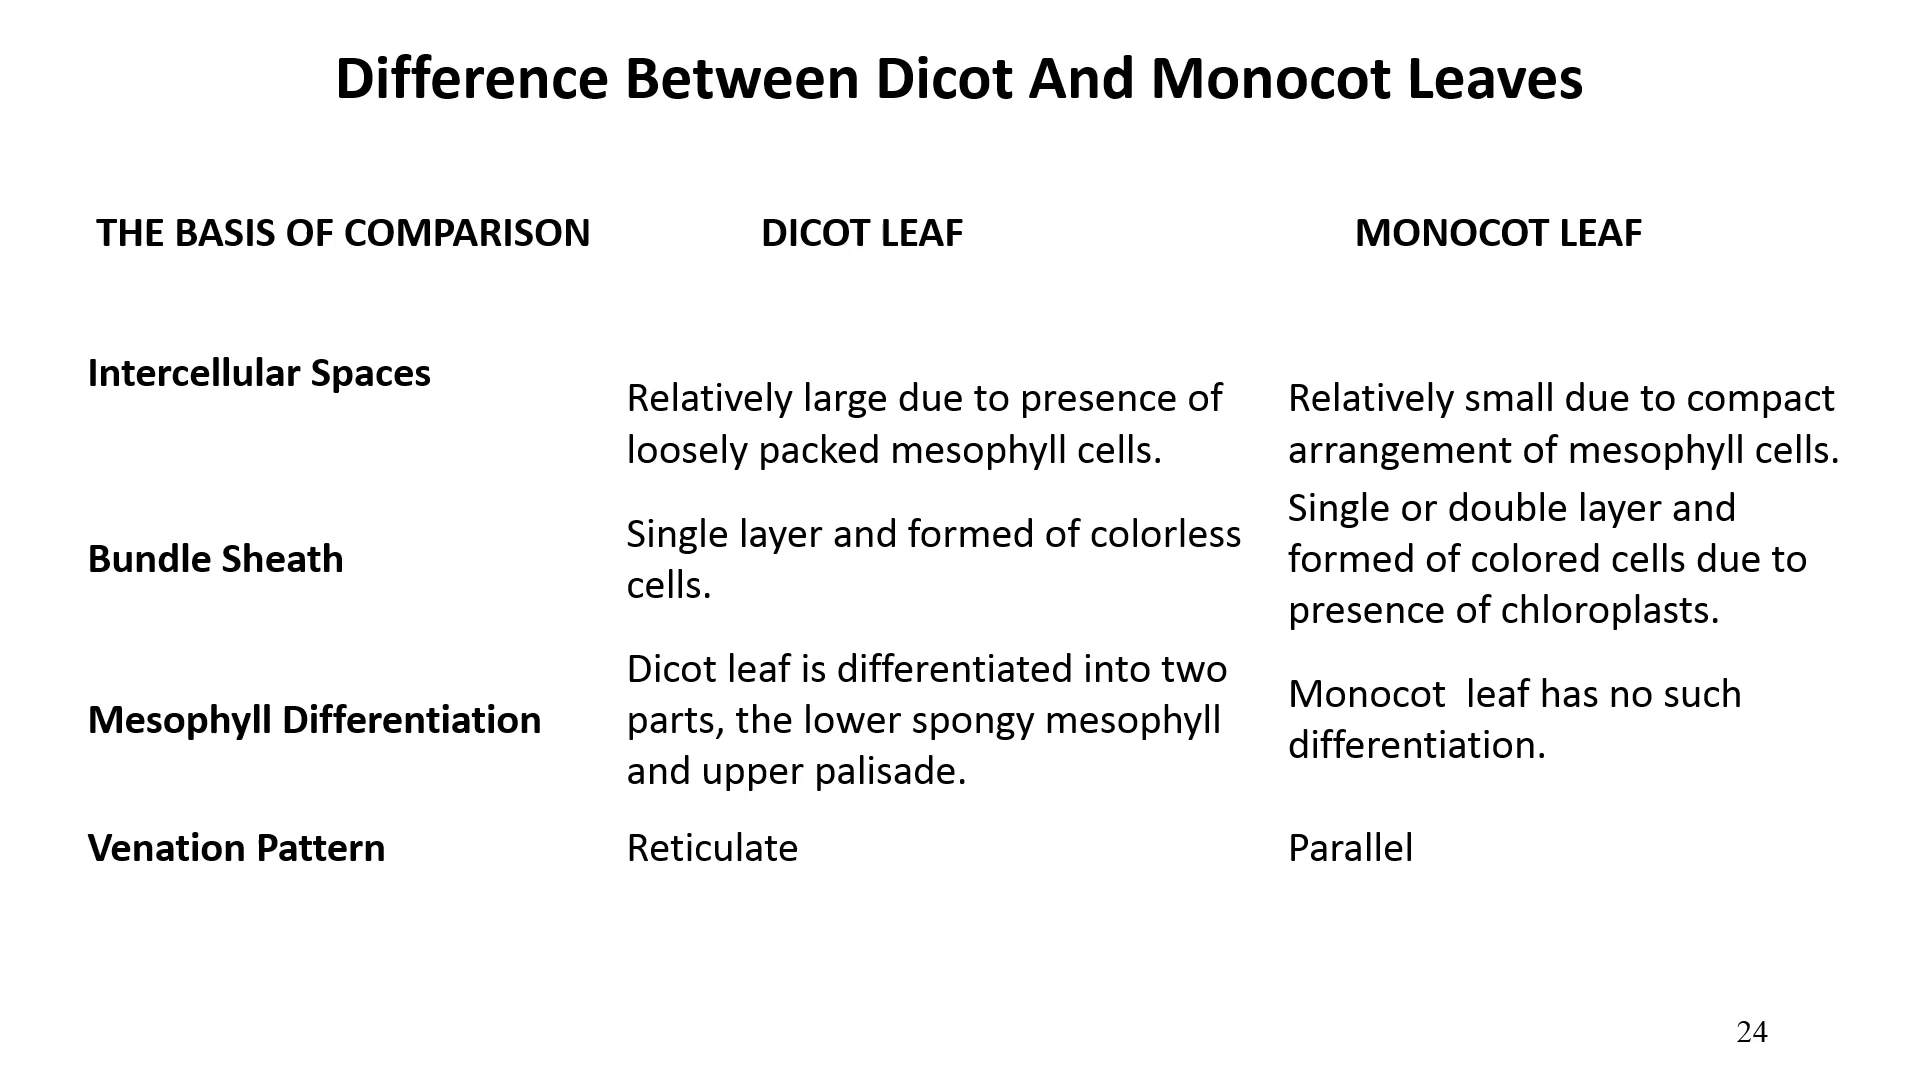 Difference Between Dicot And Monocot Leaves
THE BASIS OF COMPARISON
DICOT LEAF
MONOCOT LEAF
Intercellular Spaces
Relatively large due to presence of
loosely packed mesophyll cells.
Relatively small due to compact
arrangement of mesophyll cells.
Bundle Sheath
Single layer and formed of colorless
cells.
Single or double layer and
formed of colored cells due to
presence of chloroplasts.
Mesophyll Differentiation
Dicot leaf is differentiated into two
parts, the lower spongy mesophyll
and upper palisade.
Monocot  leaf has no such
differentiation.
Venation Pattern
Reticulate
Parallel
24